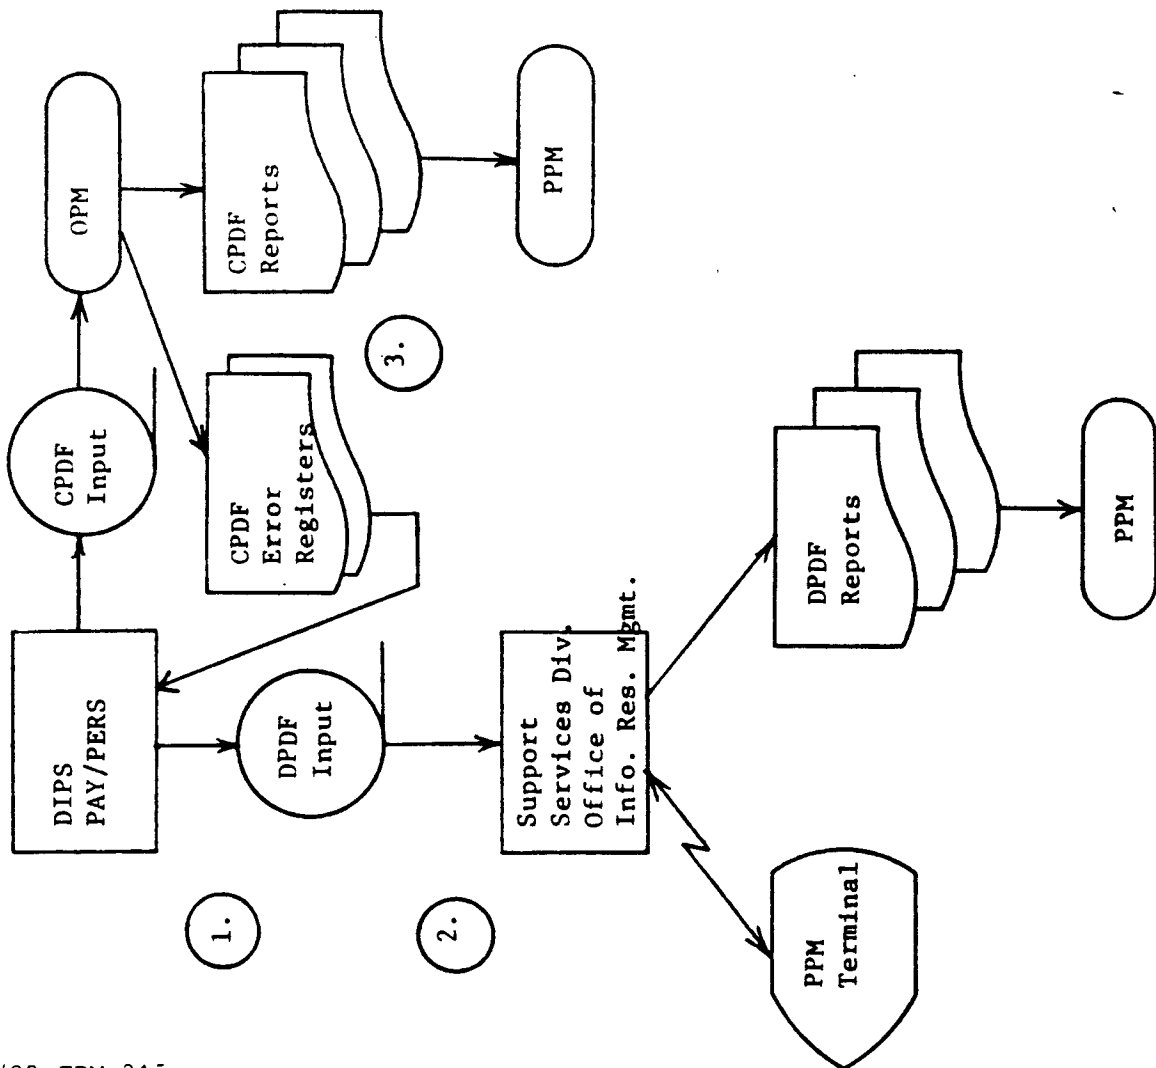 DIPS
PAY/PERS
CPDF
Input
OPM
CPDF
Error
Registers
CPDF
Reports
PPM
1.
DPDF
Input
2.
3.
Support
Services Div.
Office of
Info. Res. Mgmt.
DPDF
Reports
PPM
PPM
Terminal